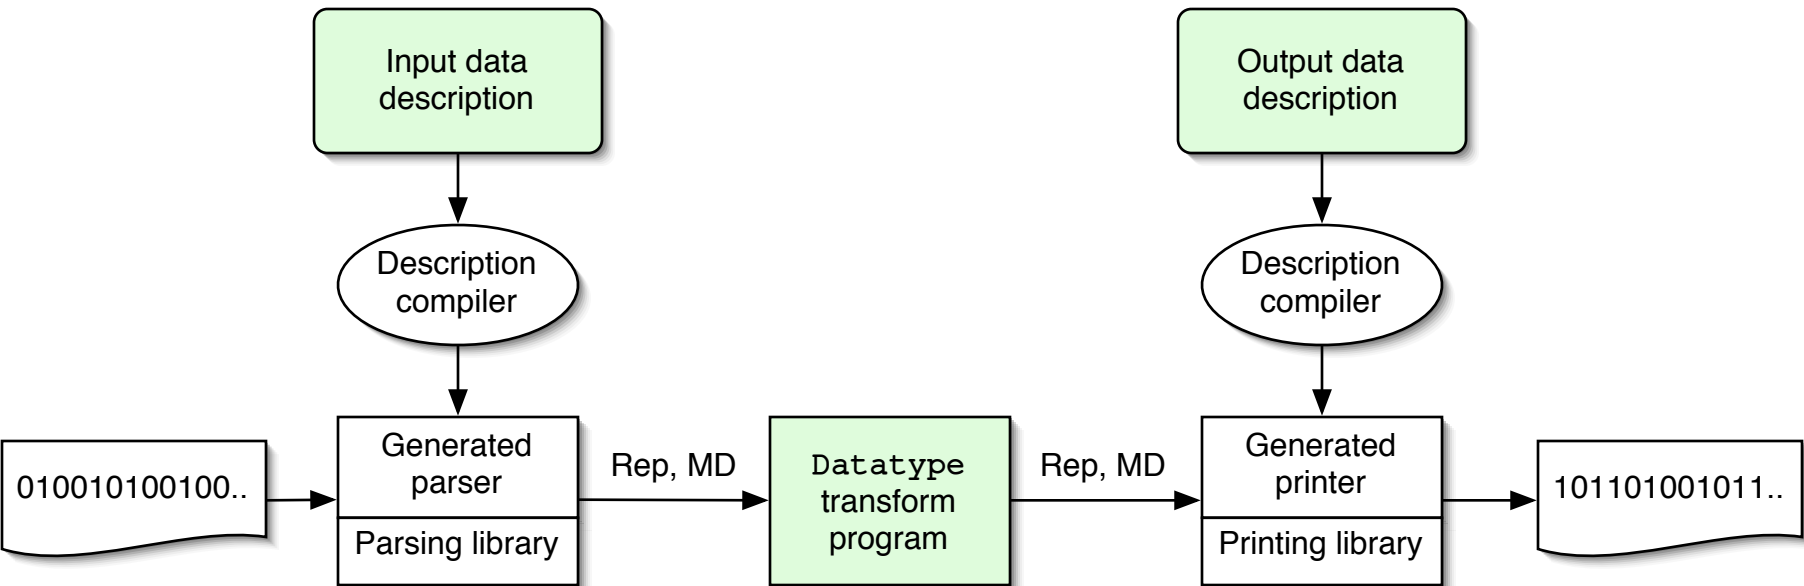 Input data
description
Output data
description
Description
compiler
Description
compiler
010010100100..
Generated
parser
Parsing library
Rep, MD
Datatype
transform
program
Rep, MD
Generated
printer
Printing library
101101001011..